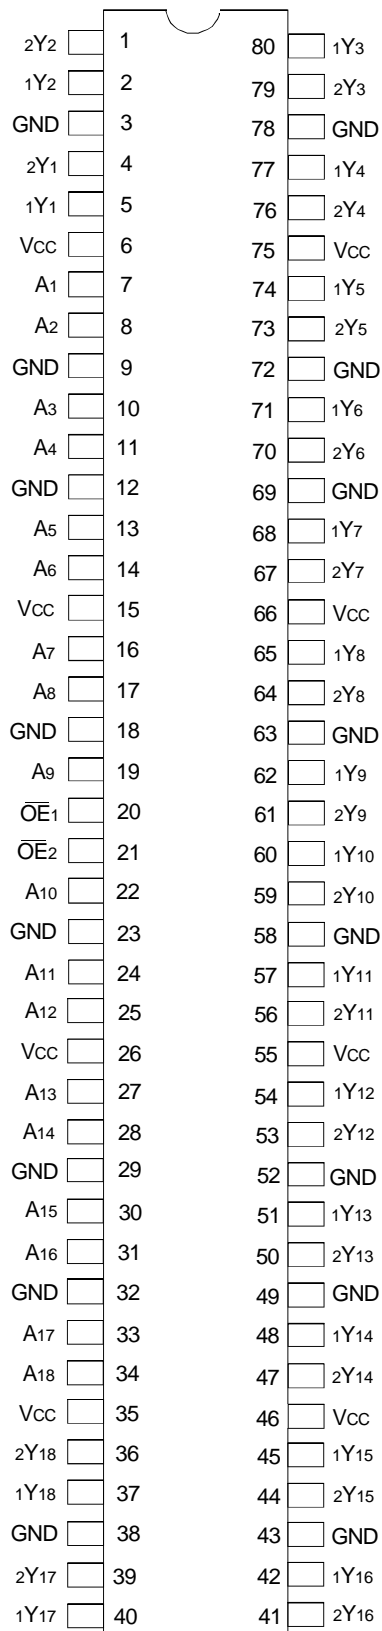 2Y2 1 80 1Y3
1Y2 2 79 2Y3
GND 3 78 GND
2Y1 4 77 1Y4
1Y1 5 76 2Y4
VCC 6 75 VCC
A1 7 74 1Y5
A2 8 73 2Y5
GND 9 72 GND
A3 10 71 1Y6
A4 11 70 2Y6
GND 12 69 GND
A5 13 68 1Y7
A6 14 67 2Y7
VCC 15 66 VCC
A7 16 65 1Y8
A8 17 64 2Y8
GND 18 63 GND
A9 19 62 1Y9
O̅E̅1 20 61 2Y9
O̅E̅2 21 60 1Y10
A10 22 59 2Y10
GND 23 58 GND
A11 24 57 1Y11
A12 25 56 2Y11
VCC 26 55 VCC
A13 27 54 1Y12
A14 28 53 2Y12
GND 29 52 GND
A15 30 51 1Y13
A16 31 50 2Y13
GND 32 49 GND
A17 33 48 1Y14
A18 34 47 2Y14
VCC 35 46 VCC
2Y18 36 45 1Y15
1Y18 37 44 2Y15
GND 38 43 GND
2Y17 39 42 1Y16
1Y17 40 41 2Y16